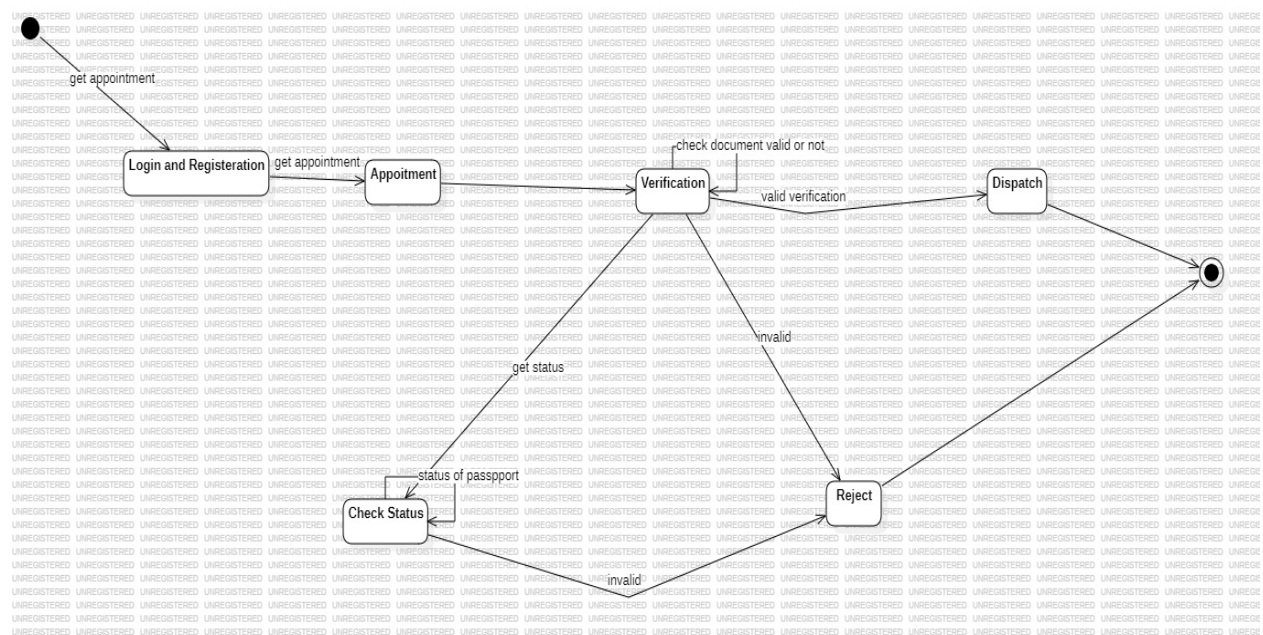 get appointment
Login and Registeration
get appointment
Appoitment
check document valid or not
Verification
valid verification
Dispatch
invalid
get status
status of passpport
Check Status
Reject
invalid
UNREGISTERED